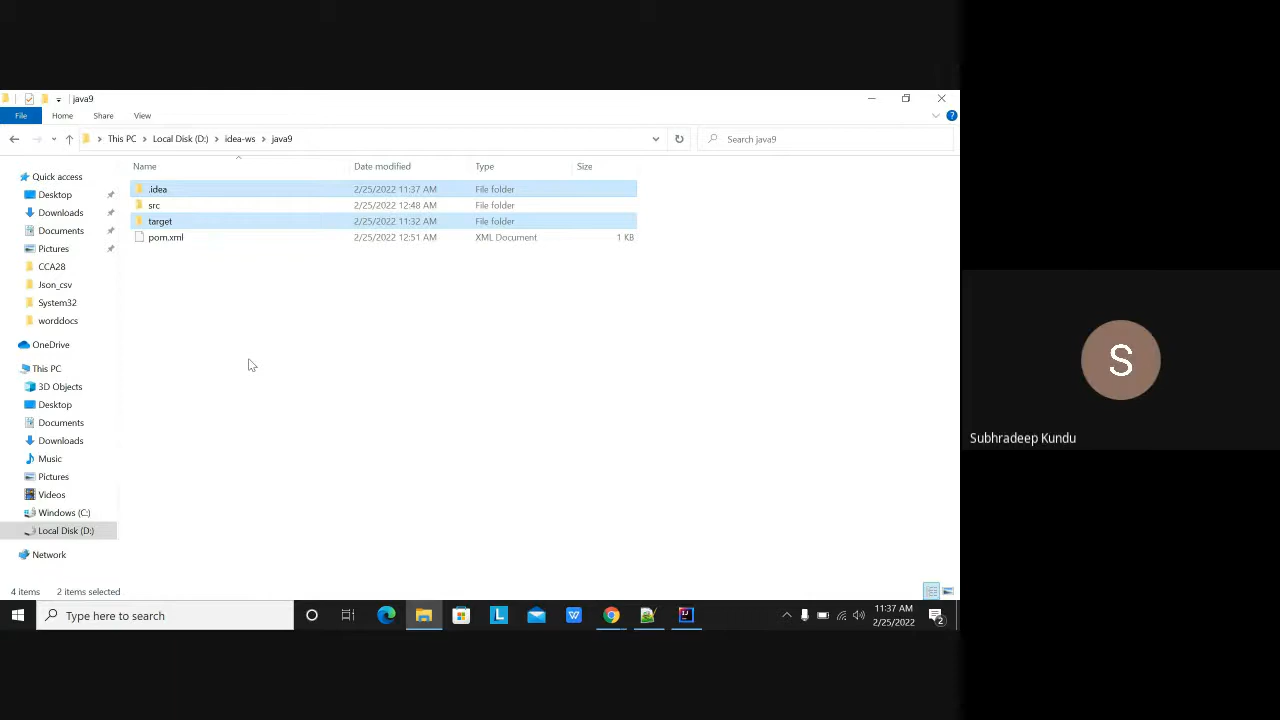 java9
File Home Share View
This PC Local Disk (D:) idea-ws java9
Search java9
Name Date modified Type Size
.idea 2/25/2022 11:37 AM File folder
src 2/25/2022 12:48 AM File folder
target 2/25/2022 11:32 AM File folder
pom.xml 2/25/2022 12:51 AM XML Document 1 KB
Quick access
Desktop
Downloads
Documents
Pictures
CCA28
Json_csv
System32
worddocs
OneDrive
This PC
3D Objects
Desktop
Documents
Downloads
Music
Pictures
Videos
Windows (C:)
Local Disk (D:)
Network
4 items 2 items selected
S
Subhradeep Kundu
Type here to search
11:37 AM
2/25/2022
2